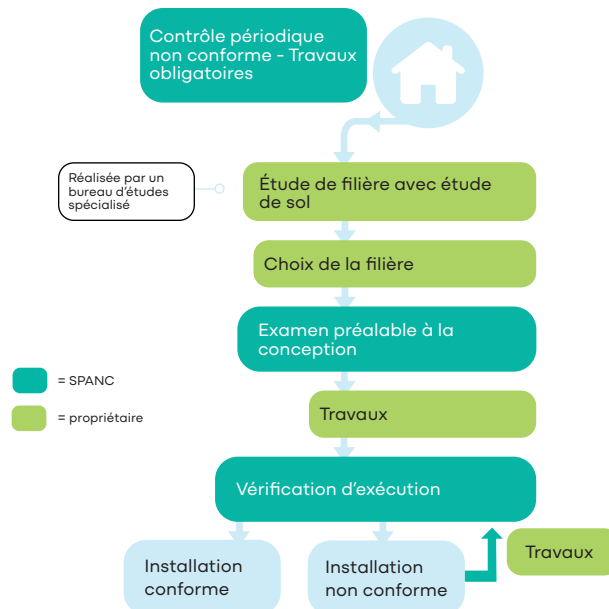 Contrôle périodique
non conforme - Travaux
obligatoires
Réalisée par un
bureau d'études
spécialisé
Étude de filière avec étude
de sol
Choix de la filière
Examen préalable à la
conception
= SPANC
= propriétaire
Travaux
Vérification d'exécution
Installation
conforme
Installation
non conforme
Travaux